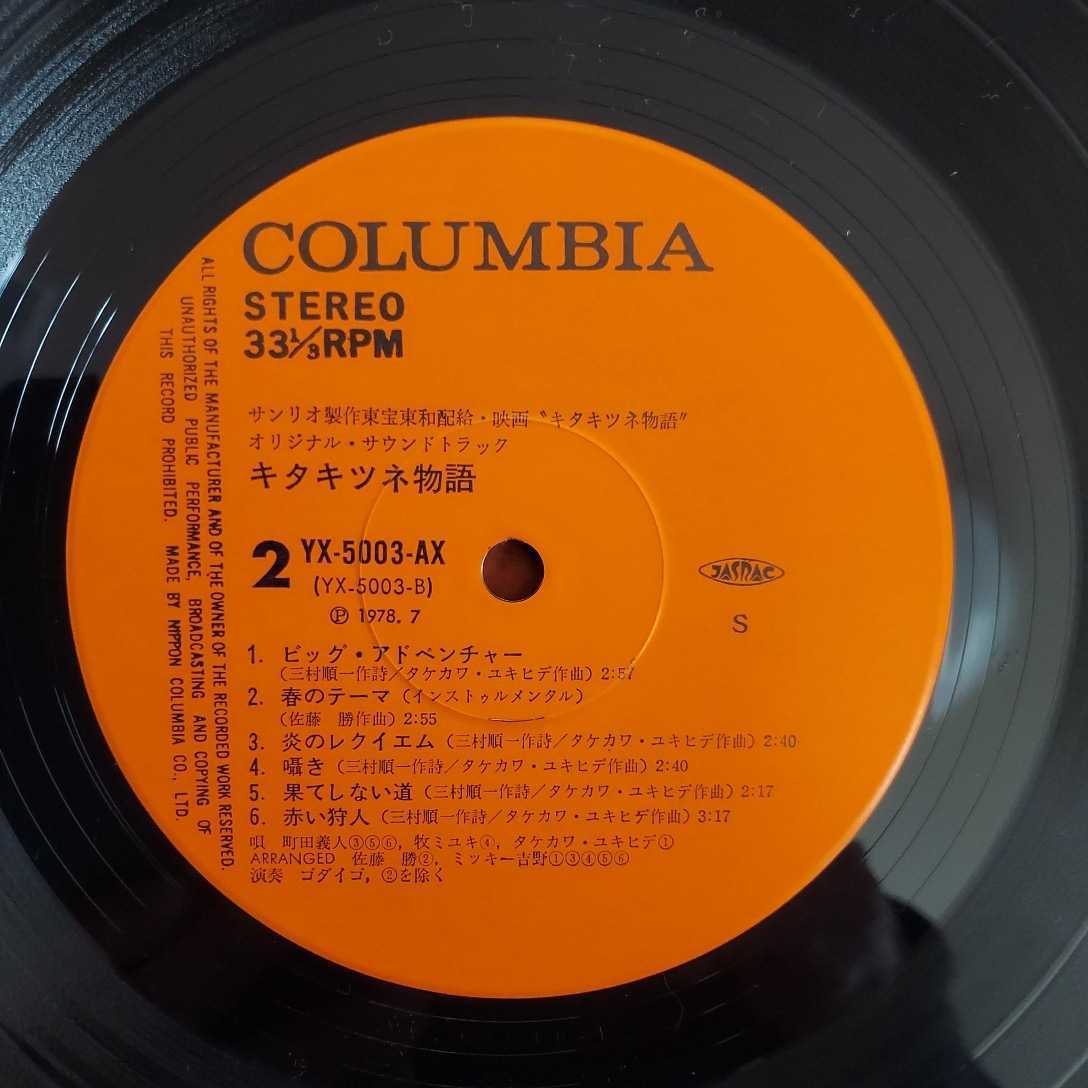 COLUMBIA
STEREO
33 1/3 RPM
サンリオ製作東宝東和配給・映画〝キタキツネ物語〟
オリジナル・サウンドトラック
キタキツネ物語
2 YX-5003-AX
(YX-5003-B)
Ⓟ 1978. 7
JASRAC
S
1. ビッグ・アドベンチャー
(三村順一作詩/タケカワ・ユキヒデ作曲) 2:57
2. 春のテーマ (インストゥルメンタル)
(佐藤 勝作曲) 2:55
3. 炎のレクイエム (三村順一作詩/タケカワ・ユキヒデ作曲) 2:40
4. 囁き (三村順一作詩/タケカワ・ユキヒデ作曲) 2:40
5. 果てしない道 (三村順一作詩/タケカワ・ユキヒデ作曲) 2:17
6. 赤い狩人 (三村順一作詩/タケカワ・ユキヒデ作曲) 3:17
唄 町田義人③⑤⑥, 牧ミユキ④, タケカワ・ユキヒデ①
ARRANGED 佐藤 勝②, ミッキー吉野①③④⑤⑥
演奏 ゴダイゴ, ②を除く
ALL RIGHTS OF THE MANUFACTURER AND OF THE OWNER OF THE RECORDED WORK RESERVED.
UNAUTHORIZED PUBLIC PERFORMANCE, BROADCASTING AND COPYING OF
THIS RECORD PROHIBITED. MADE BY NIPPON COLUMBIA CO., LTD.